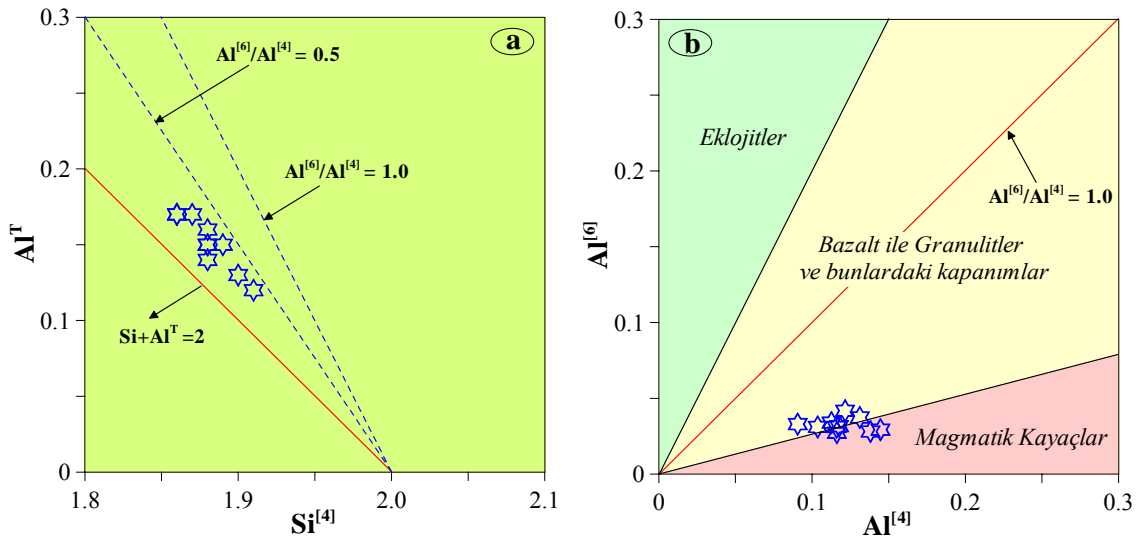 a
0.3
0.2
0.1
0
Al^T
Al^[6]/Al^[4] = 0.5
Al^[6]/Al^[4] = 1.0
Si+Al^T =2
1.8
1.9
2.0
2.1
Si^[4]
b
0.3
0.2
0.1
0
Al^[6]
Eklojitler
Al^[6]/Al^[4] = 1.0
Bazalt ile Granulitler
ve bunlardaki kapanımlar
Magmatik Kayaçlar
0
0.1
0.2
0.3
Al^[4]